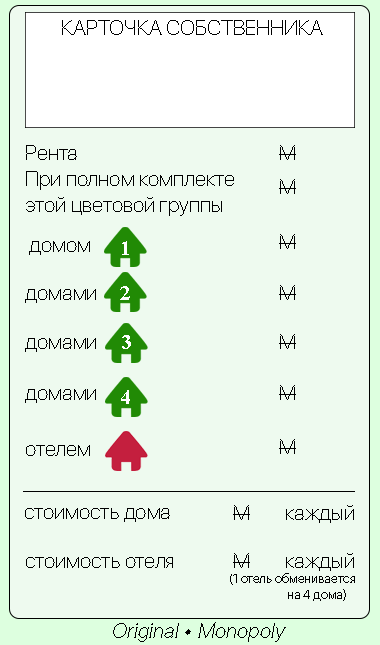 КАРТОЧКА СОБСТВЕННИКА
Рента M
При полном комплекте
этой цветовой группы M
домом 1 M
домами 2 M
домами 3 M
домами 4 M
отелем M
стоимость дома M каждый
стоимость отеля M каждый
(1 отель обменивается
на 4 дома)
Original • Monopoly